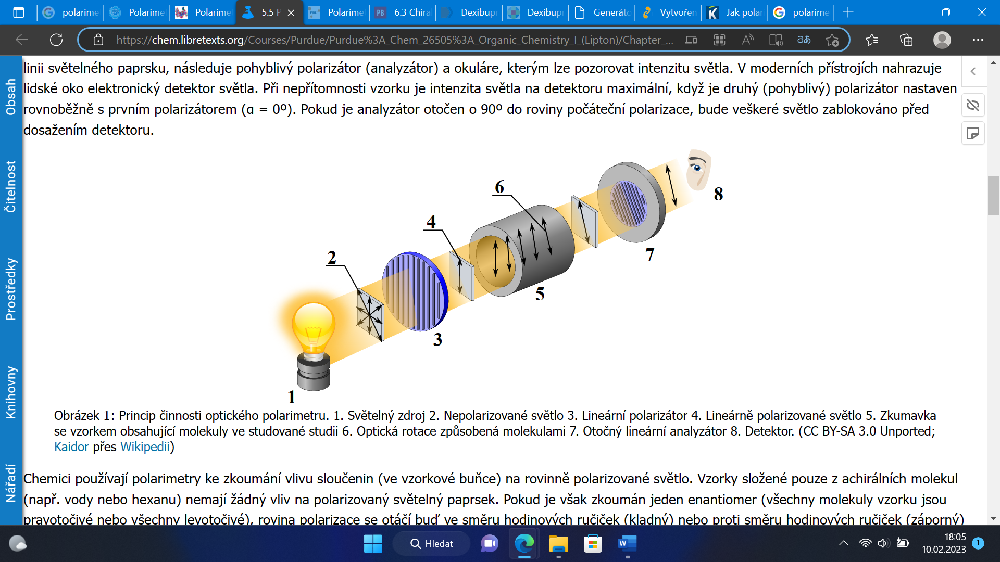 polarime
Polarime
Polarime
5.5 P
Polarime
6.3 Chira
Dexibup
Dexibup
Generáto
Vytvořen
Jak polar
polarime
https://chem.libretexts.org/Courses/Purdue/Purdue%3A_Chem_26505%3A_Organic_Chemistry_I_(Lipton)/Chapter_...
Obsah
Čitelnost
Prostředky
Knihovny
Nářadí
linii světelného paprsku, následuje pohyblivý polarizátor (analyzátor) a okuláre, kterým lze pozorovat intenzitu světla. V moderních přístrojích nahrazuje
lidské oko elektronický detektor světla. Při nepřítomnosti vzorku je intenzita světla na detektoru maximální, když je druhý (pohyblivý) polarizátor nastaven
rovnoběžně s prvním polarizátorem (α = 0º). Pokud je analyzátor otočen o 90º do roviny počáteční polarizace, bude veškeré světlo zablokováno před
dosažením detektoru.
1
2
3
4
5
6
7
8
Obrázek 1: Princip činnosti optického polarimetru. 1. Světelný zdroj 2. Nepolarizované světlo 3. Lineární polarizátor 4. Lineárně polarizované světlo 5. Zkumavka
se vzorkem obsahující molekuly ve studované studii 6. Optická rotace způsobená molekulami 7. Otočný lineární analyzátor 8. Detektor. (CC BY-SA 3.0 Unported;
Kaidor přes Wikipedii)
Chemici používají polarimetry ke zkoumání vlivu sloučenin (ve vzorkové buňce) na rovinně polarizované světlo. Vzorky složené pouze z achirálních molekul
(např. vody nebo hexanu) nemají žádný vliv na polarizovaný světelný paprsek. Pokud je však zkoumán jeden enantiomer (všechny molekuly vzorku jsou
pravotočivé nebo všechny levotočivé), rovina polarizace se otáčí buď ve směru hodinových ručiček (kladný) nebo proti směru hodinových ručiček (záporný)
Hledat
18:05
10.02.2023
1